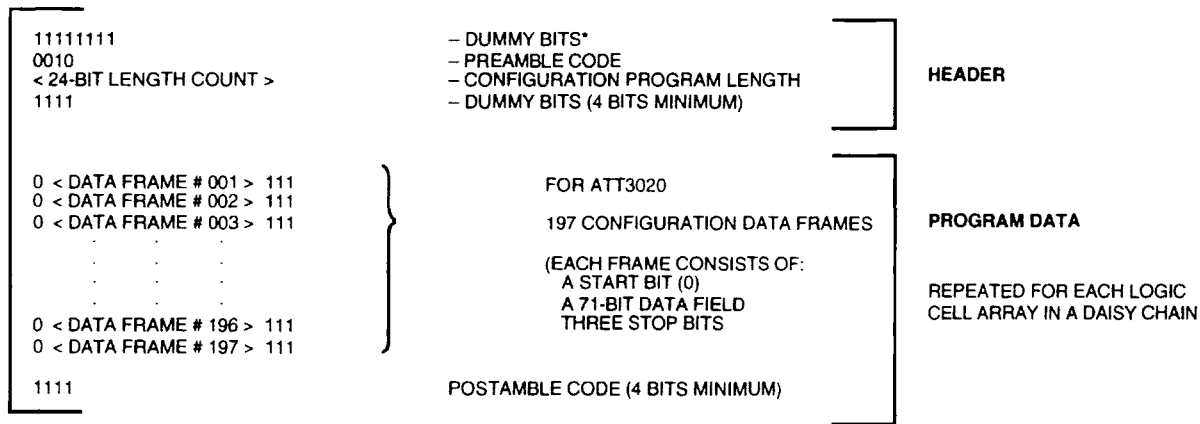 11111111 – DUMMY BITS*
0010 – PREAMBLE CODE
< 24-BIT LENGTH COUNT > – CONFIGURATION PROGRAM LENGTH
1111 – DUMMY BITS (4 BITS MINIMUM)
HEADER
0 < DATA FRAME # 001 > 111
0 < DATA FRAME # 002 > 111
0 < DATA FRAME # 003 > 111
. . .
. . .
. . .
. . .
0 < DATA FRAME # 196 > 111
0 < DATA FRAME # 197 > 111
FOR ATT3020
197 CONFIGURATION DATA FRAMES
(EACH FRAME CONSISTS OF:
A START BIT (0)
A 71-BIT DATA FIELD
THREE STOP BITS
PROGRAM DATA
REPEATED FOR EACH LOGIC
CELL ARRAY IN A DAISY CHAIN
1111 POSTAMBLE CODE (4 BITS MINIMUM)